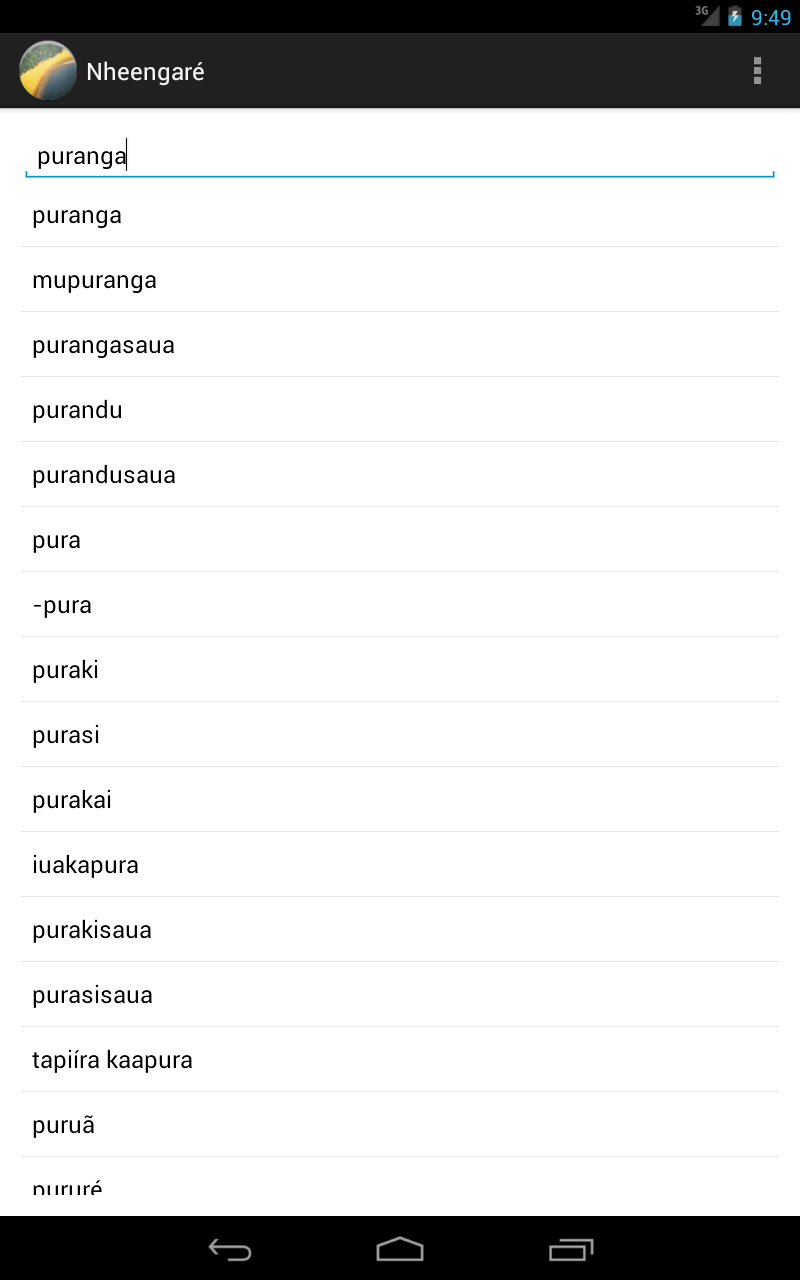 3G 9:49
Nheengaré
puranga
puranga
mupuranga
purangasaua
purandu
purandusaua
pura
-pura
puraki
purasi
purakai
iuakapura
purakisaua
purasisaua
tapiíra kaapura
puruã
pururé